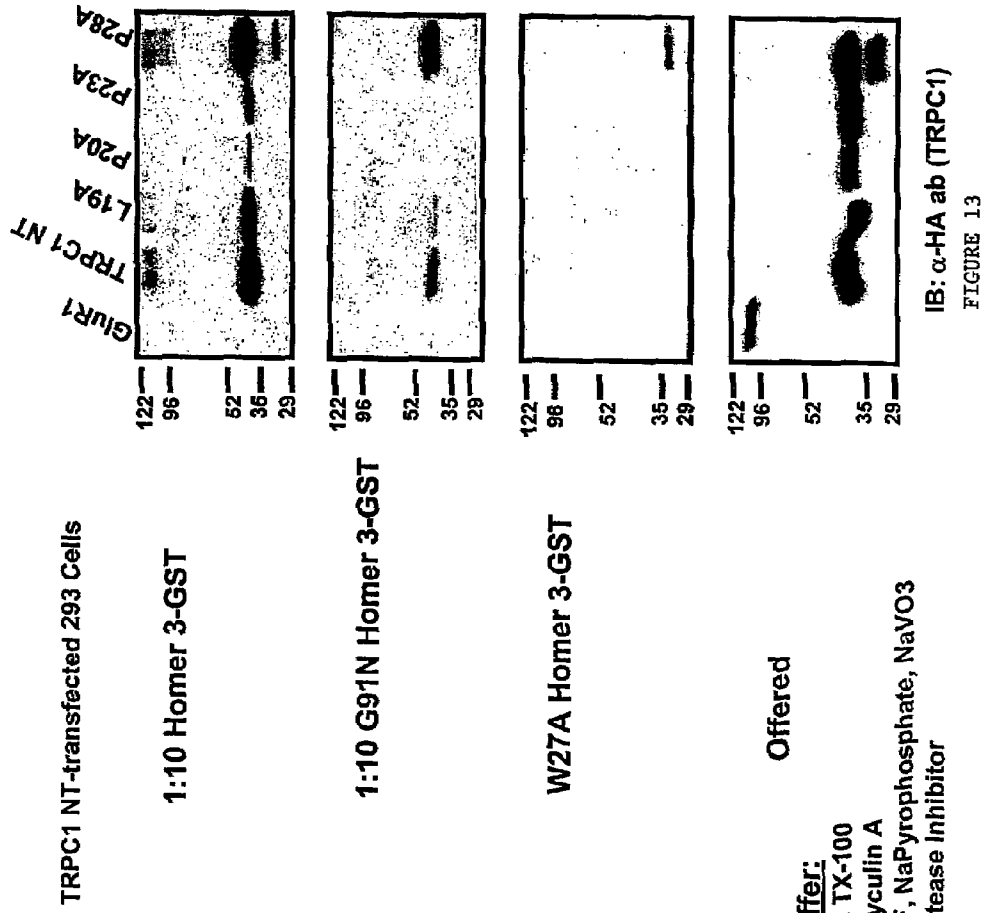 TRPC1 NT-transfected 293 Cells
GluR1
TRPC1 NT
L19A
P20A
P23A
P28A
1:10 Homer 3-GST
122
96
52
36
29
1:10 G91N Homer 3-GST
122
96
52
35
29
W27A Homer 3-GST
122
98
52
35
29
Offered
122
96
52
35
29
ffer:
TX-100
yculin A
, NaPyrophosphate, NaVO3
tease Inhibitor
IB: α-HA ab (TRPC1)
FIGURE 13